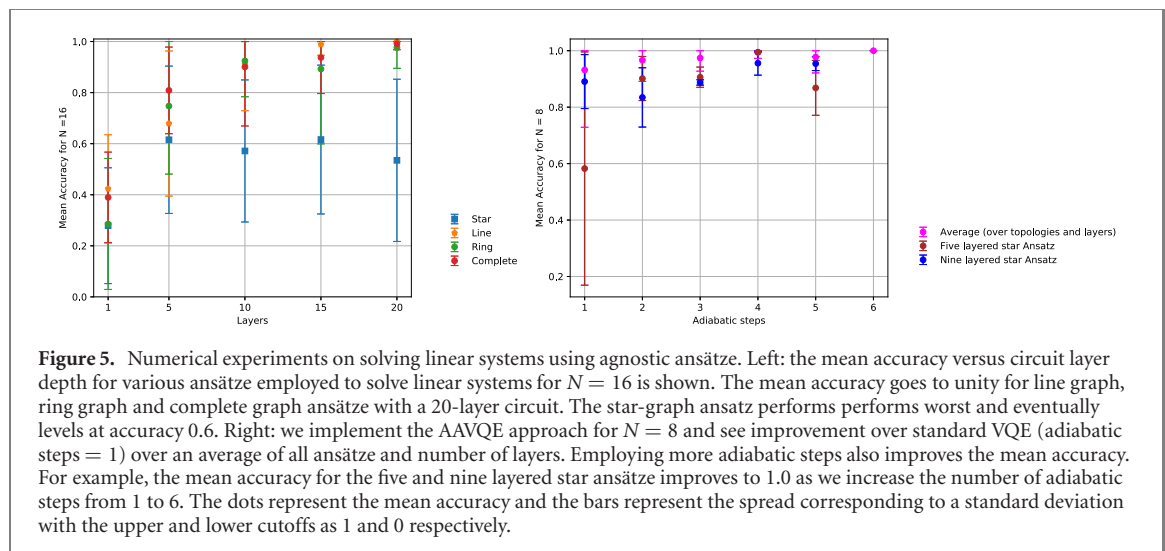 1,0
0.8
0.6
0.4
0.2
0.0
Mean Accuracy for N =16
1
5
10
15
20
Layers
Star
Line
Ring
Complete
1.0
0.8
0.6
0.4
0.2
Mean Accuracy for N = 8
1
2
3
4
5
6
Adiabatic steps
Average (over topologies and layers)
Five layered star Ansatz
Nine layered star Ansatz
Figure 5. Numerical experiments on solving linear systems using agnostic ansätze. Left: the mean accuracy versus circuit layer
depth for various ansätze employed to solve linear systems for N = 16 is shown. The mean accuracy goes to unity for line graph,
ring graph and complete graph ansätze with a 20-layer circuit. The star-graph ansatz performs performs worst and eventually
levels at accuracy 0.6. Right: we implement the AAVQE approach for N = 8 and see improvement over standard VQE (adiabatic
steps = 1) over an average of all ansätze and number of layers. Employing more adiabatic steps also improves the mean accuracy.
For example, the mean accuracy for the five and nine layered star ansätze improves to 1.0 as we increase the number of adiabatic
steps from 1 to 6. The dots represent the mean accuracy and the bars represent the spread corresponding to a standard deviation
with the upper and lower cutoffs as 1 and 0 respectively.